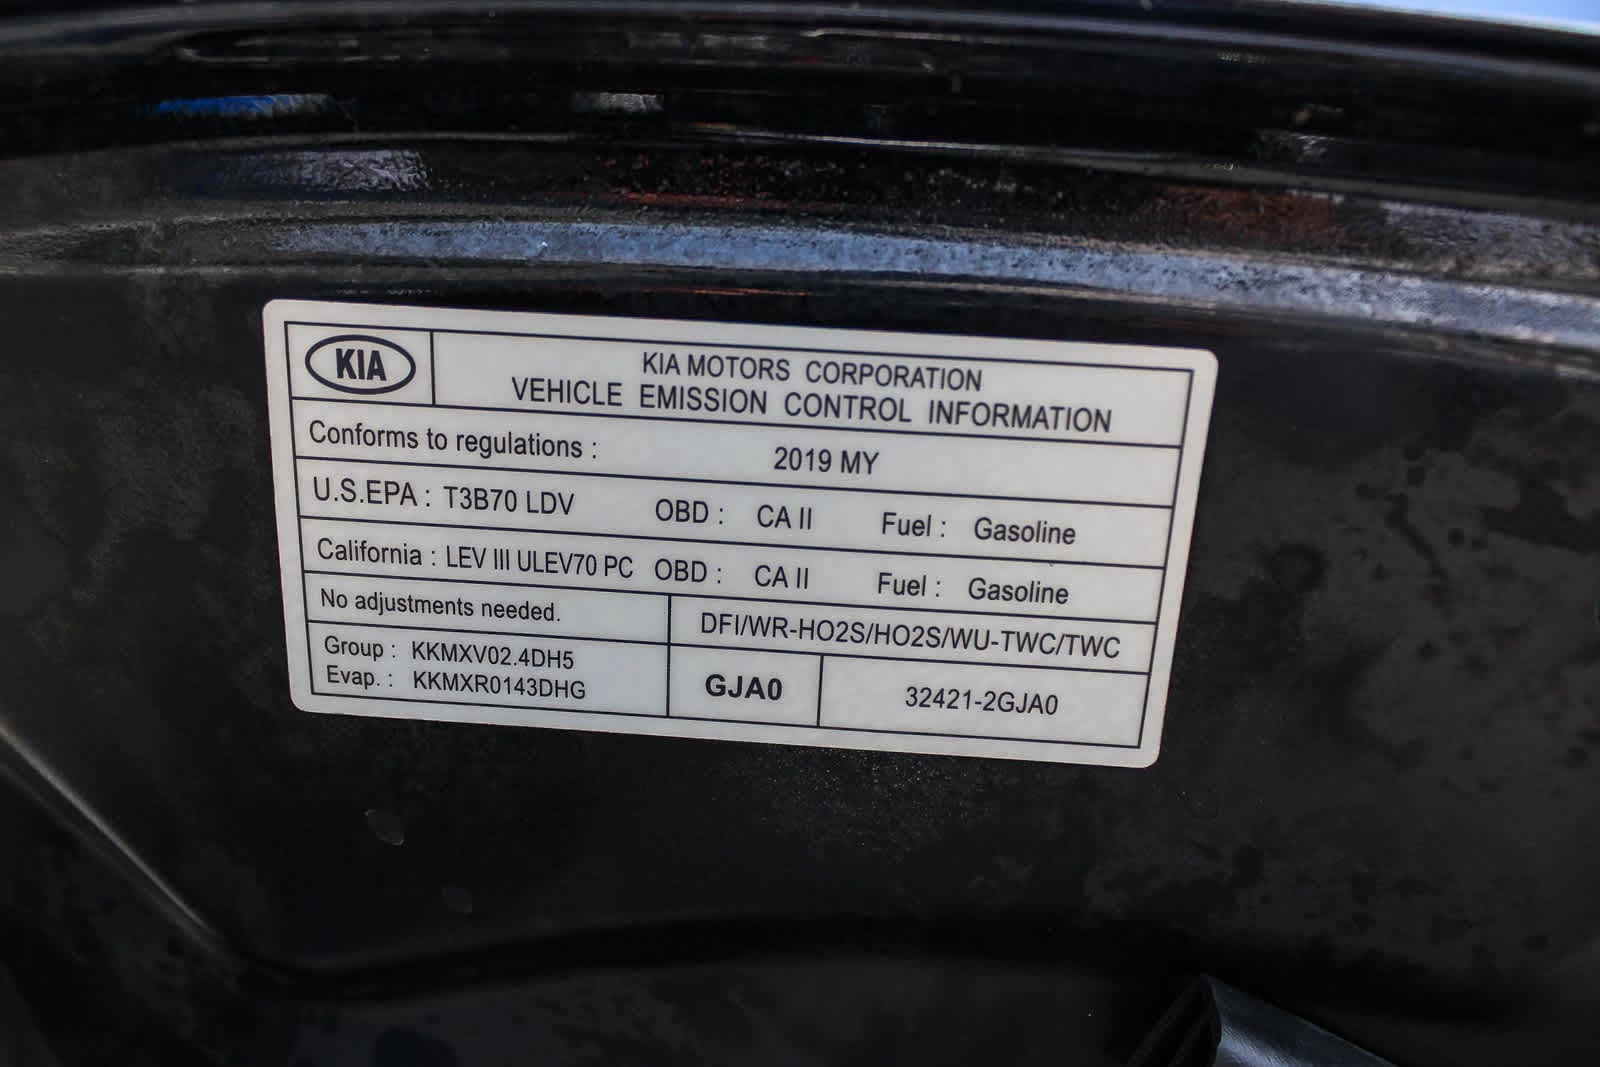 KIA
KIA MOTORS CORPORATION
VEHICLE EMISSION CONTROL INFORMATION
Conforms to regulations : 2019 MY
U.S.EPA : T3B70 LDV OBD : CA II Fuel : Gasoline
California : LEV III ULEV70 PC OBD : CA II Fuel : Gasoline
No adjustments needed.
DFI/WR-HO2S/HO2S/WU-TWC/TWC
Group : KKMXV02.4DH5
Evap. : KKMXR0143DHG
GJA0
32421-2GJA0